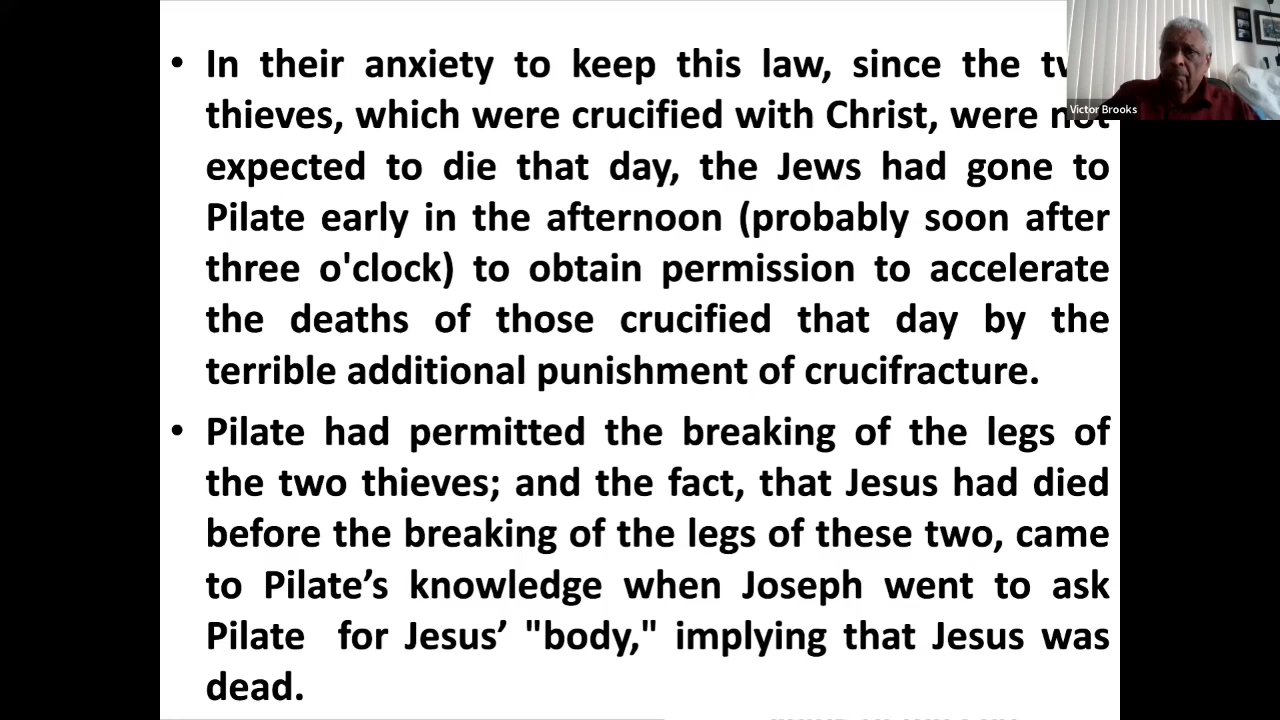 • In their anxiety to keep this law, since the
thieves, which were crucified with Christ, were not
expected to die that day, the Jews had gone to
Pilate early in the afternoon (probably soon after
three o'clock) to obtain permission to accelerate
the deaths of those crucified that day by the
terrible additional punishment of crucifracture.
• Pilate had permitted the breaking of the legs of
the two thieves; and the fact, that Jesus had died
before the breaking of the legs of these two, came
to Pilate’s knowledge when Joseph went to ask
Pilate for Jesus’ "body," implying that Jesus was
dead.
Victor Brooks